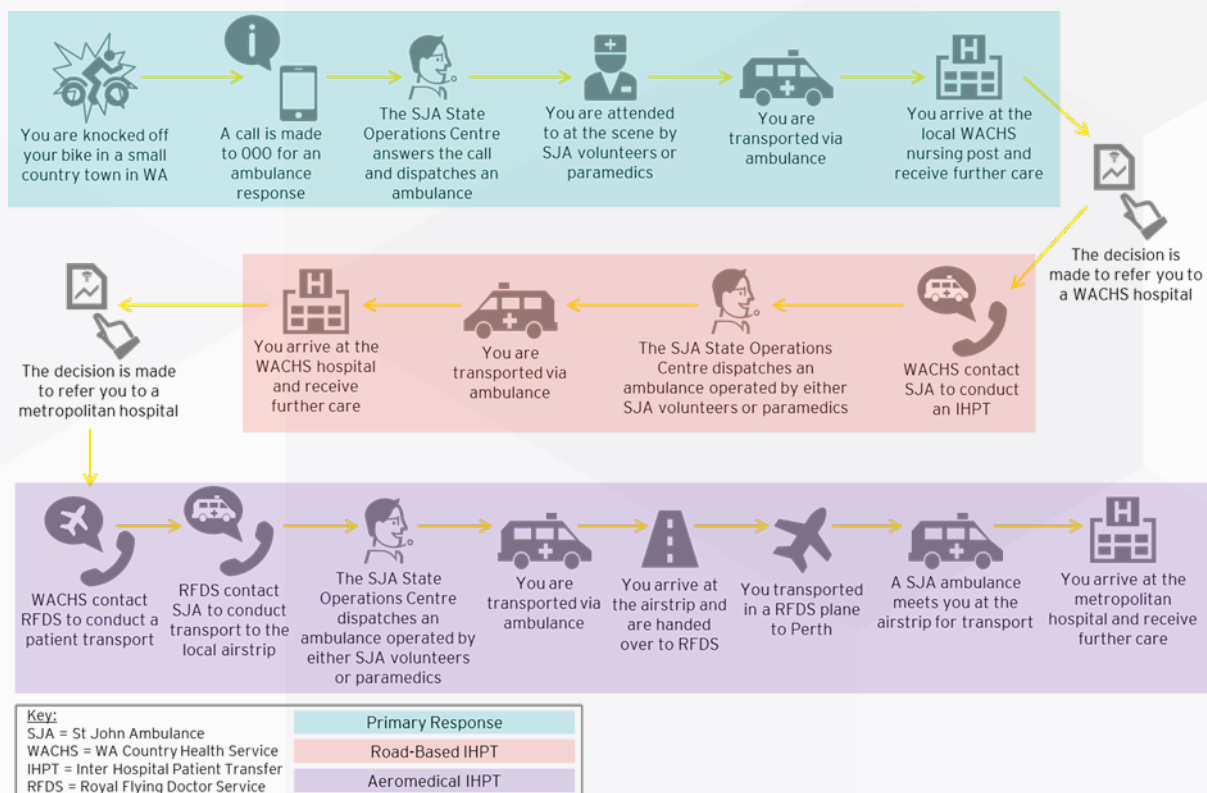 You are knocked off
your bike in a small
country town in WA
A call is made
to 000 for an
ambulance
response
The SJA State
Operations Centre
answers the call
and dispatches an
ambulance
You are attended
to at the scene by
SJA volunteers or
paramedics
You are
transported via
ambulance
H
You arrive at the
local WACHS
nursing post and
receive further care
The decision is
made to refer you to
a WACHS hospital
WACHS contact
SJA to conduct
an IHPT
The SJA State Operations
Centre dispatches an
ambulance operated by either
SJA volunteers or paramedics
You are
transported via
ambulance
H
You arrive at the
WACHS hospital
and receive
further care
The decision is made
to refer you to a
metropolitan hospital
WACHS contact
RFDS to conduct a
patient transport
RFDS contact
SJA to conduct
transport to the
local airstrip
The SJA State
Operations Centre
dispatches an
ambulance operated by
either SJA volunteers
or paramedics
You are
transported via
ambulance
You arrive at
the airstrip and
are handed
over to RFDS
You transported
in a RFDS plane
to Perth
A SJA ambulance
meets you at the
airstrip for transport
H
You arrive at the
metropolitan
hospital and receive
further care
Key:
SJA = St John Ambulance
WACHS = WA Country Health Service
IHPT = Inter Hospital Patient Transfer
RFDS = Royal Flying Doctor Service
Primary Response
Road-Based IHPT
Aeromedical IHPT